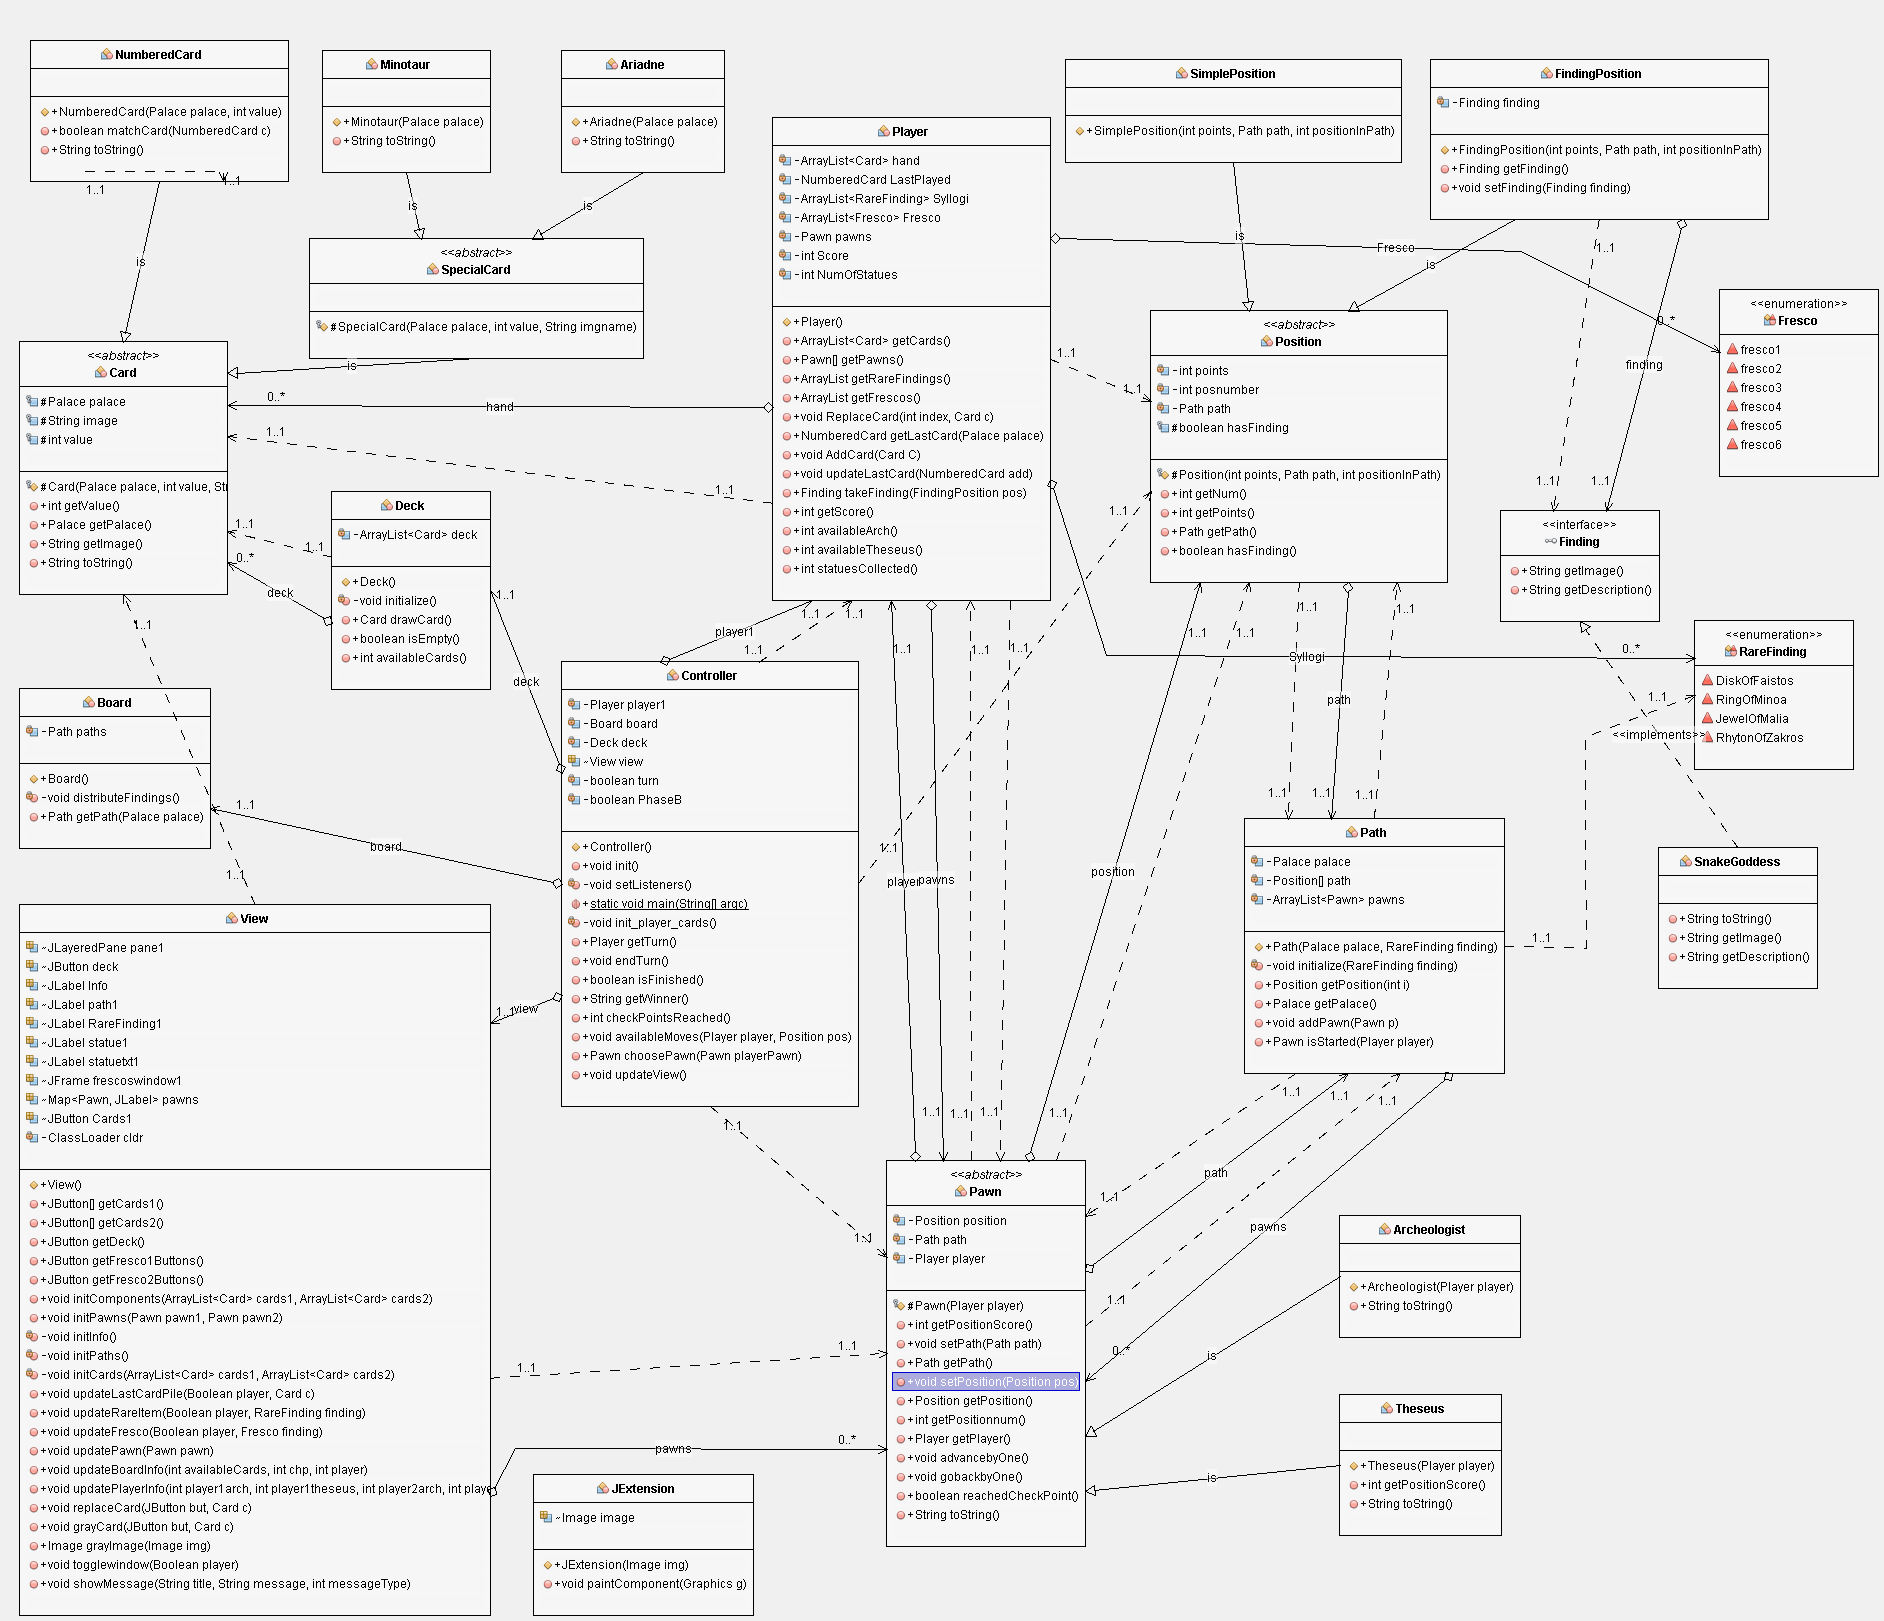 NumberedCard
+NumberedCard(Palace palace, int value)
+boolean matchCard(NumberedCard c)
+String toString()
1..1
1..1
is
Minotaur
+Minotaur(Palace palace)
+String toString()
is
Ariadne
+Ariadne(Palace palace)
+String toString()
is
<<abstract>>
SpecialCard
#SpecialCard(Palace palace, int value, String imgname)
is
<<abstract>>
Card
#Palace palace
#String image
#int value
#Card(Palace palace, int value, Str
+int getValue()
+Palace getPalace()
+String getImage()
+String toString()
0..*
hand
1..1
1..1
1..1
1..1
0..*
deck
1..1
Deck
-ArrayList<Card> deck
+Deck()
-void initialize()
+Card drawCard()
+boolean isEmpty()
+int availableCards()
1..1
deck
Player
-ArrayList<Card> hand
-NumberedCard LastPlayed
-ArrayList<RareFinding> Syllogi
-ArrayList<Fresco> Fresco
-Pawn pawns
-int Score
-int NumOfStatues
+Player()
+ArrayList<Card> getCards()
+Pawn[] getPawns()
+ArrayList getRareFindings()
+ArrayList getFrescos()
+void ReplaceCard(int index, Card c)
+NumberedCard getLastCard(Palace palace)
+void AddCard(Card C)
+void updateLastCard(NumberedCard add)
+Finding takeFinding(FindingPosition pos)
+int getScore()
+int availableArch()
+int availableTheseus()
+int statuesCollected()
SimplePosition
+SimplePosition(int points, Path path, int positionInPath)
is
FindingPosition
-Finding finding
+FindingPosition(int points, Path path, int positionInPath)
+Finding getFinding()
+void setFinding(Finding finding)
is
1..1
Fresco
0..*
finding
1..1
1..1
<<enumeration>>
Fresco
fresco1
fresco2
fresco3
fresco4
fresco5
fresco6
1..1
1..1
<<abstract>>
Position
-int points
-int posnumber
-Path path
#boolean hasFinding
#Position(int points, Path path, int positionInPath)
+int getNum()
+int getPoints()
+Path getPath()
+boolean hasFinding()
1..1
<<interface>>
Finding
+String getImage()
+String getDescription()
player1
1..1
1..1
1..1
1..1
1..1
1..1
1..1
1..1
1..1
1..1
Syllogi
0..*
path
1..1
1..1
1..1
<<enumeration>>
RareFinding
DiskOfFaistos
RingOfMinoa
JewelOfMalia
RhytonOfZakros
1..1
<<implements>>
Board
-Path paths
+Board()
-void distributeFindings()
+Path getPath(Palace palace)
1..1
board
1..1
Controller
-Player player1
-Board board
-Deck deck
~View view
-boolean turn
-boolean PhaseB
+Controller()
+void init()
-void setListeners()
+static void main(String[] argc)
-void init_player_cards()
+Player getTurn()
+void endTurn()
+boolean isFinished()
+String getWinner()
+int checkPointsReached()
+void availableMoves(Player player, Position pos)
+Pawn choosePawn(Pawn playerPawn)
+void updateView()
1..1
view
1..1
1..1
1..1
player
pawns
position
1..1
1..1
1..1
1..1
Path
-Palace palace
-Position[] path
-ArrayList<Pawn> pawns
+Path(Palace palace, RareFinding finding)
-void initialize(RareFinding finding)
+Position getPosition(int i)
+Palace getPalace()
+void addPawn(Pawn p)
+Pawn isStarted(Player player)
1..1
SnakeGoddess
+String toString()
+String getImage()
+String getDescription()
View
~JLayeredPane pane1
~JButton deck
~JLabel Info
~JLabel path1
~JLabel RareFinding1
~JLabel statue1
~JLabel statuetxt1
~JFrame frescoswindow1
~Map<Pawn, JLabel> pawns
~JButton Cards1
-ClassLoader cldr
+View()
+JButton[] getCards1()
+JButton[] getCards2()
+JButton getDeck()
+JButton getFresco1Buttons()
+JButton getFresco2Buttons()
+void initComponents(ArrayList<Card> cards1, ArrayList<Card> cards2)
+void initPawns(Pawn pawn1, Pawn pawn2)
-void initInfo()
-void initPaths()
-void initCards(ArrayList<Card> cards1, ArrayList<Card> cards2)
+void updateLastCardPile(Boolean player, Card c)
+void updateRareItem(Boolean player, RareFinding finding)
+void updateFresco(Boolean player, Fresco finding)
+void updatePawn(Pawn pawn)
+void updateBoardInfo(int availableCards, int chp, int player)
+void updatePlayerInfo(int player1arch, int player1theseus, int player2arch, int playe
+void replaceCard(JButton but, Card c)
+void grayCard(JButton but, Card c)
+Image grayImage(Image img)
+void togglewindow(Boolean player)
+void showMessage(String title, String message, int messageType)
1..1
1..1
pawns
0..*
JExtension
~Image image
+JExtension(Image img)
+void paintComponent(Graphics g)
<<abstract>>
Pawn
-Position position
-Path path
-Player player
#Pawn(Player player)
+int getPositionScore()
+void setPath(Path path)
+Path getPath()
+void setPosition(Position pos)
+Position getPosition()
+int getPositionnum()
+Player getPlayer()
+void advancebyOne()
+void gobackbyOne()
+boolean reachedCheckPoint()
+String toString()
1..1
1..1
1..1
1..1
path
1..1
pawns
0..*
is
is
Archeologist
+Archeologist(Player player)
+String toString()
Theseus
+Theseus(Player player)
+int getPositionScore()
+String toString()